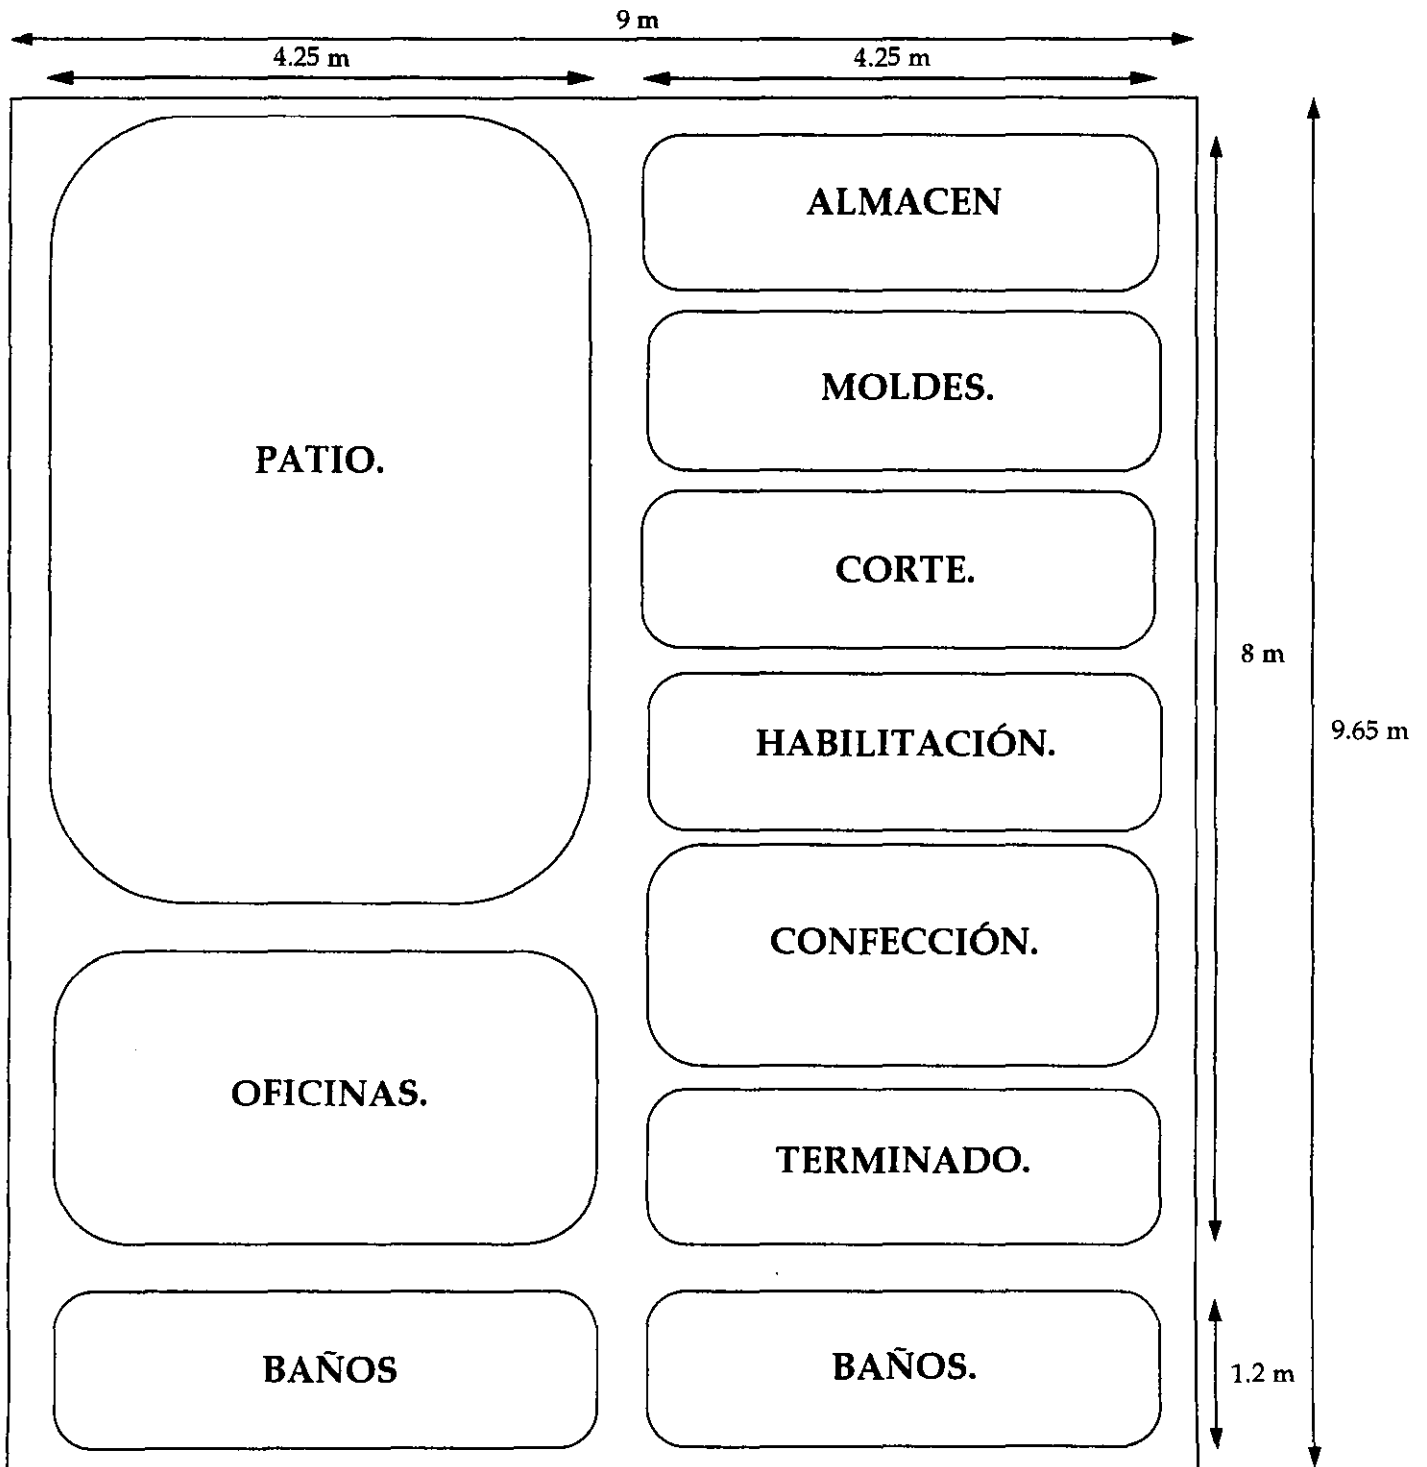 9 m
4.25 m
4.25 m
ALMACEN
MOLDES.
PATIO.
CORTE.
8 m
9.65 m
HABILITACIÓN.
CONFECCIÓN.
OFICINAS.
TERMINADO.
BAÑOS
BAÑOS.
1.2 m